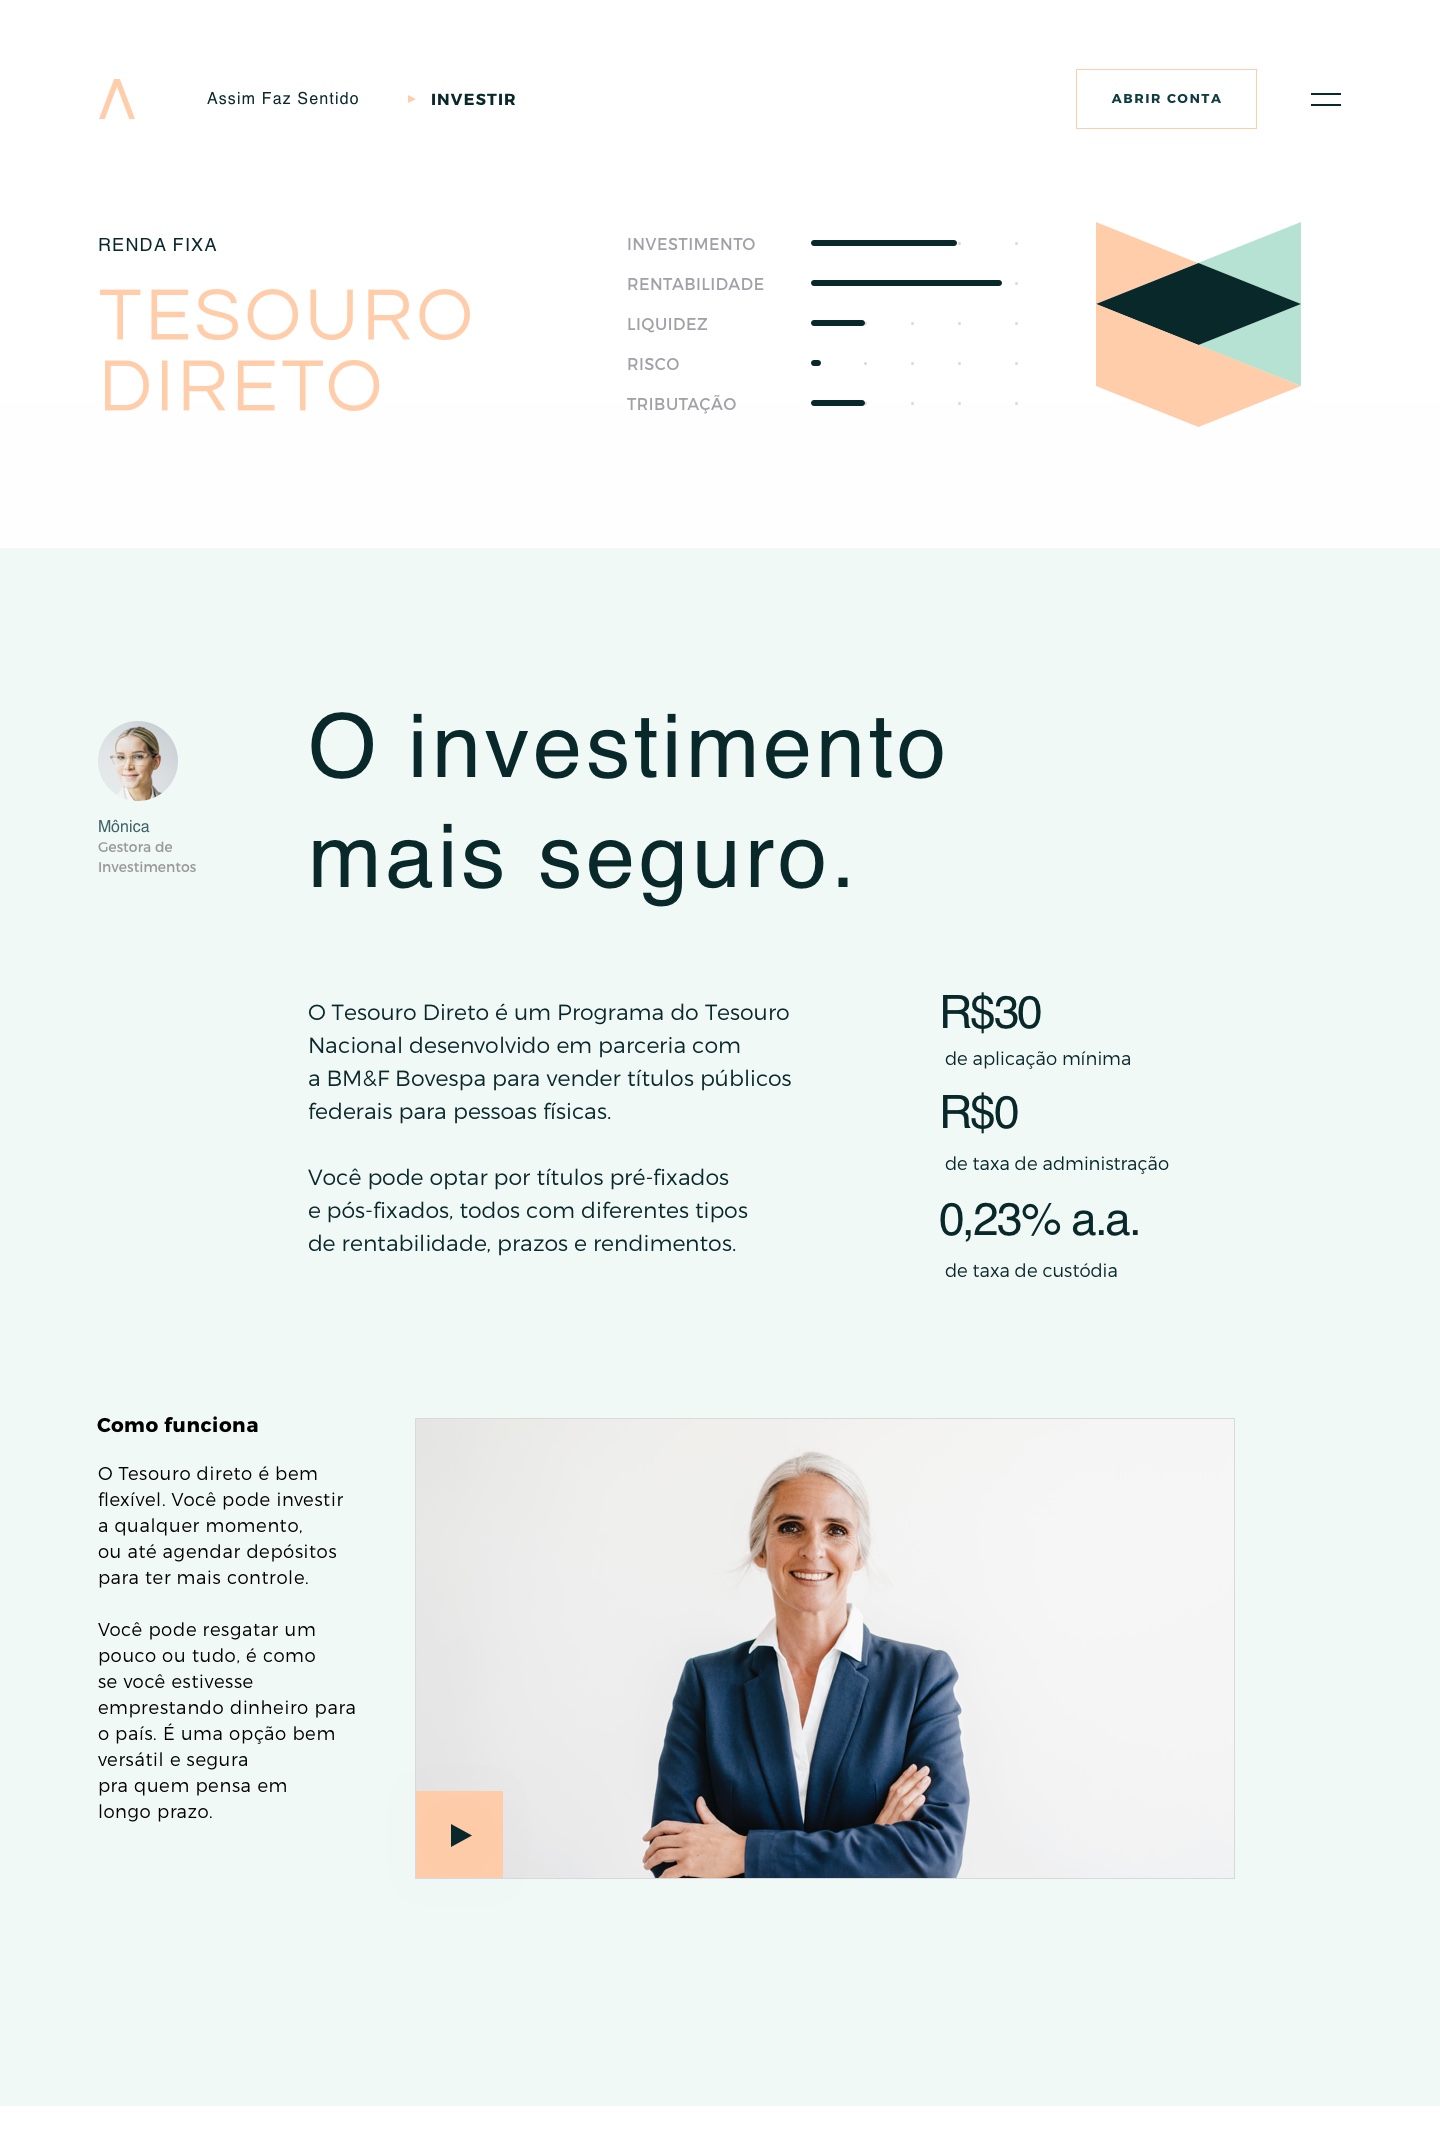 Assim Faz Sentido
INVESTIR
ABRIR CONTA
RENDA FIXA
TESOURO
DIRETO
INVESTIMENTO
RENTABILIDADE
LIQUIDEZ
RISCO
TRIBUTAÇÃO
O investimento
mais seguro.
Mônica
Gestora de
Investimentos
O Tesouro Direto é um Programa do Tesouro
Nacional desenvolvido em parceria com
a BM&F Bovespa para vender títulos públicos
federais para pessoas físicas.
Você pode optar por títulos pré-fixados
e pós-fixados, todos com diferentes tipos
de rentabilidade, prazos e rendimentos.
R$30
de aplicação mínima
R$0
de taxa de administração
0,23% a.a.
de taxa de custódia
Como funciona
O Tesouro direto é bem
flexível. Você pode investir
a qualquer momento,
ou até agendar depósitos
para ter mais controle.
Você pode resgatar um
pouco ou tudo, é como
se você estivesse
emprestando dinheiro para
o país. É uma opção bem
versátil e segura
pra quem pensa em
longo prazo.